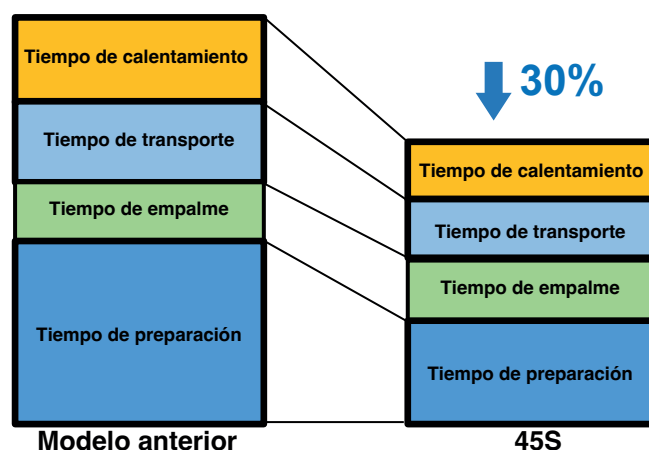 Tiempo de calentamiento
Tiempo de transporte
Tiempo de empalme
Tiempo de preparación
Modelo anterior
30%
Tiempo de calentamiento
Tiempo de transporte
Tiempo de empalme
Tiempo de preparación
45S